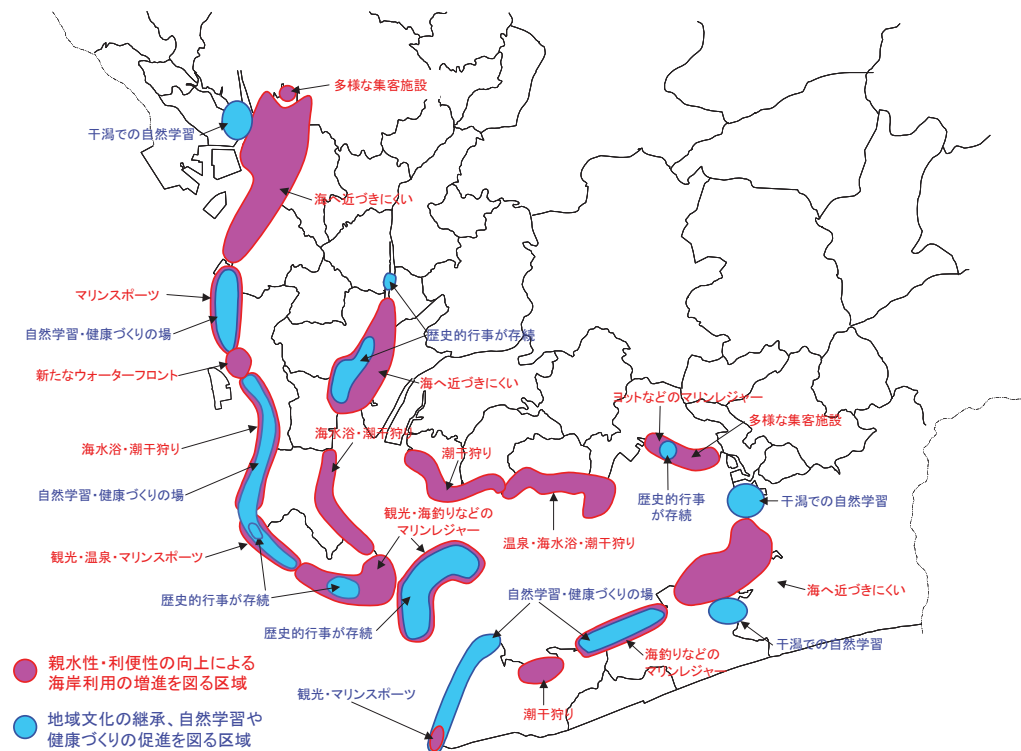 多様な集客施設
干潟での自然学習
海へ近づきにくい
マリンスポーツ
歴史的行事が存続
自然学習・健康づくりの場
新たなウォーターフロント
海へ近づきにくい
ヨットなどのマリンレジャー
多様な集客施設
海水浴・潮干狩り
海水浴・潮干狩り
潮干狩り
自然学習・健康づくりの場
歴史的行事
が存続
干潟での自然学習
観光・海釣りなどの
マリンレジャー
温泉・海水浴・潮干狩り
観光・温泉・マリンスポーツ
歴史的行事が存続
自然学習・健康づくりの場
海へ近づきにくい
歴史的行事が存続
干潟での自然学習
海釣りなどの
マリンレジャー
親水性・利便性の向上による
海岸利用の増進を図る区域
観光・マリンスポーツ
潮干狩り
地域文化の継承、自然学習や
健康づくりの促進を図る区域